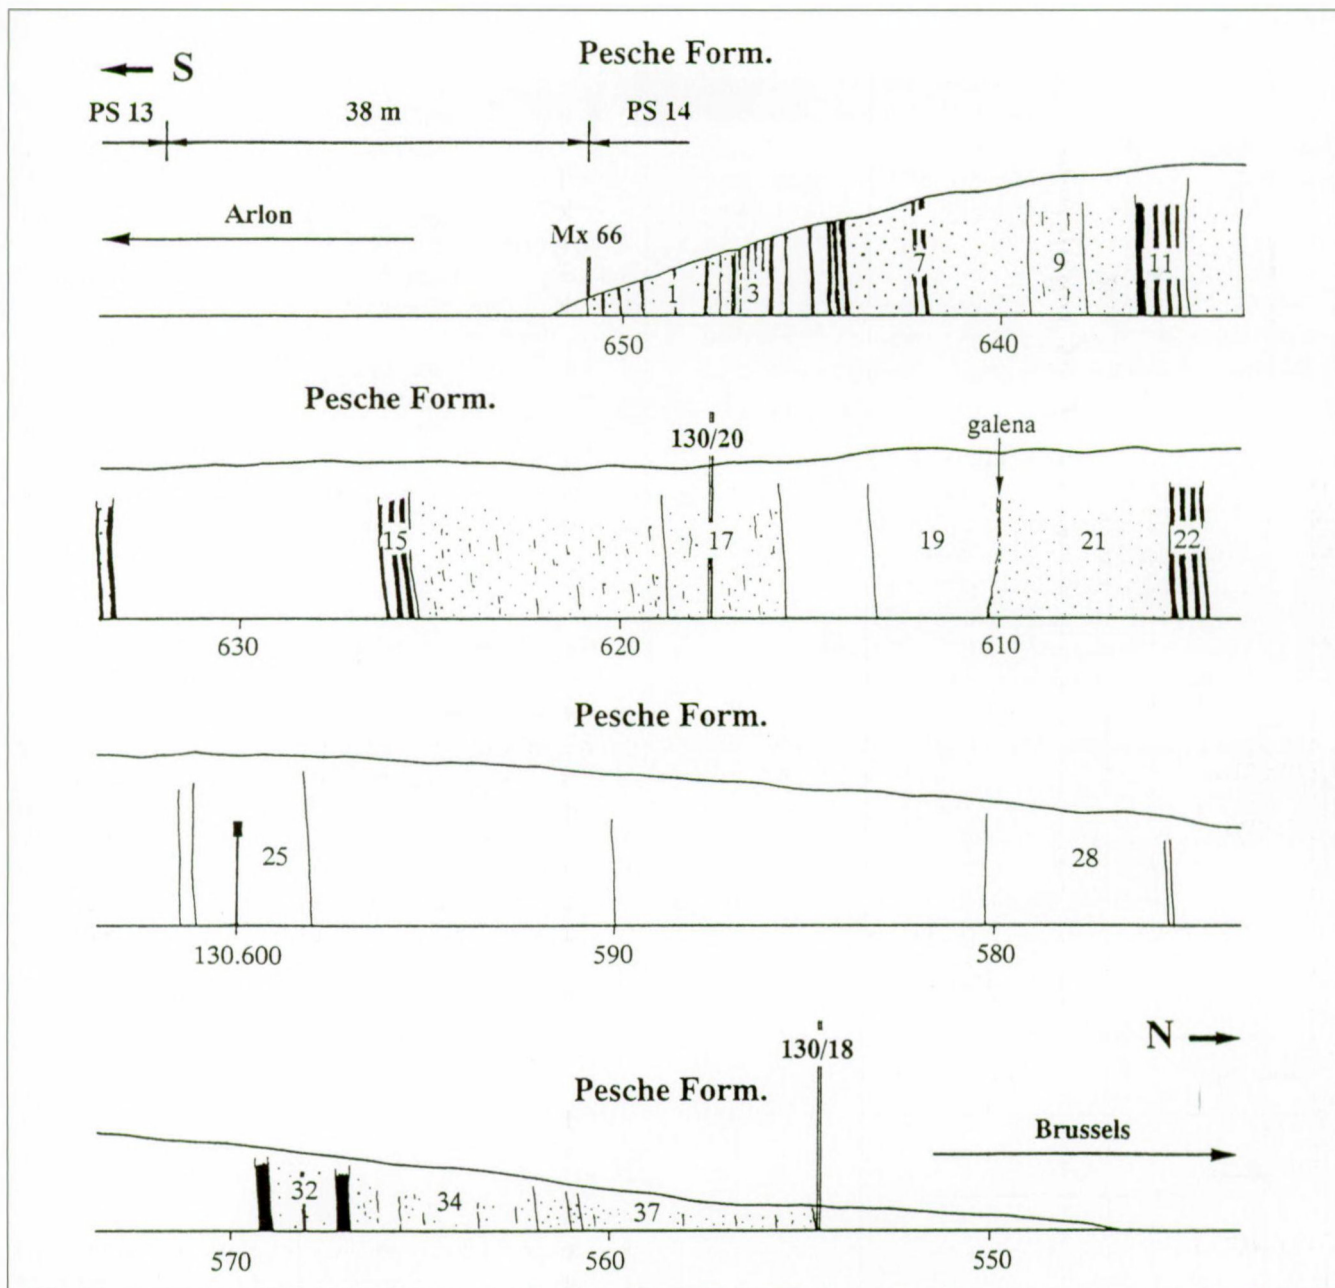 Pesche Form.
S
PS 13 38 m PS 14
Arlon
Mx 66
1 3 7 9 11
650 640
Pesche Form.
130/20
galena
15 17 19 21 22
630 620 610
Pesche Form.
25 28
130.600 590 580
N
130/18
Pesche Form.
Brussels
32 34 37
570 560 550